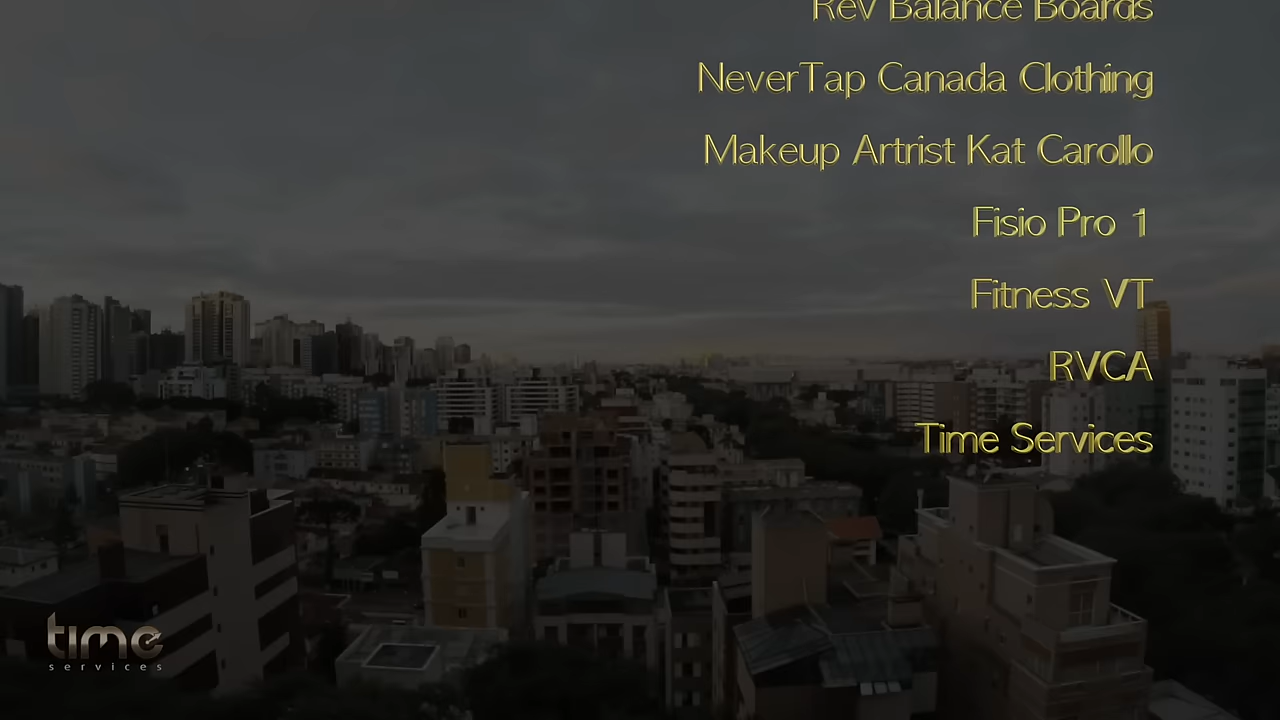 Rev Balance Boards
NeverTap Canada Clothing
Makeup Artrist Kat Carollo
Fisio Pro 1
Fitness VT
RVCA
Time Services
time
services